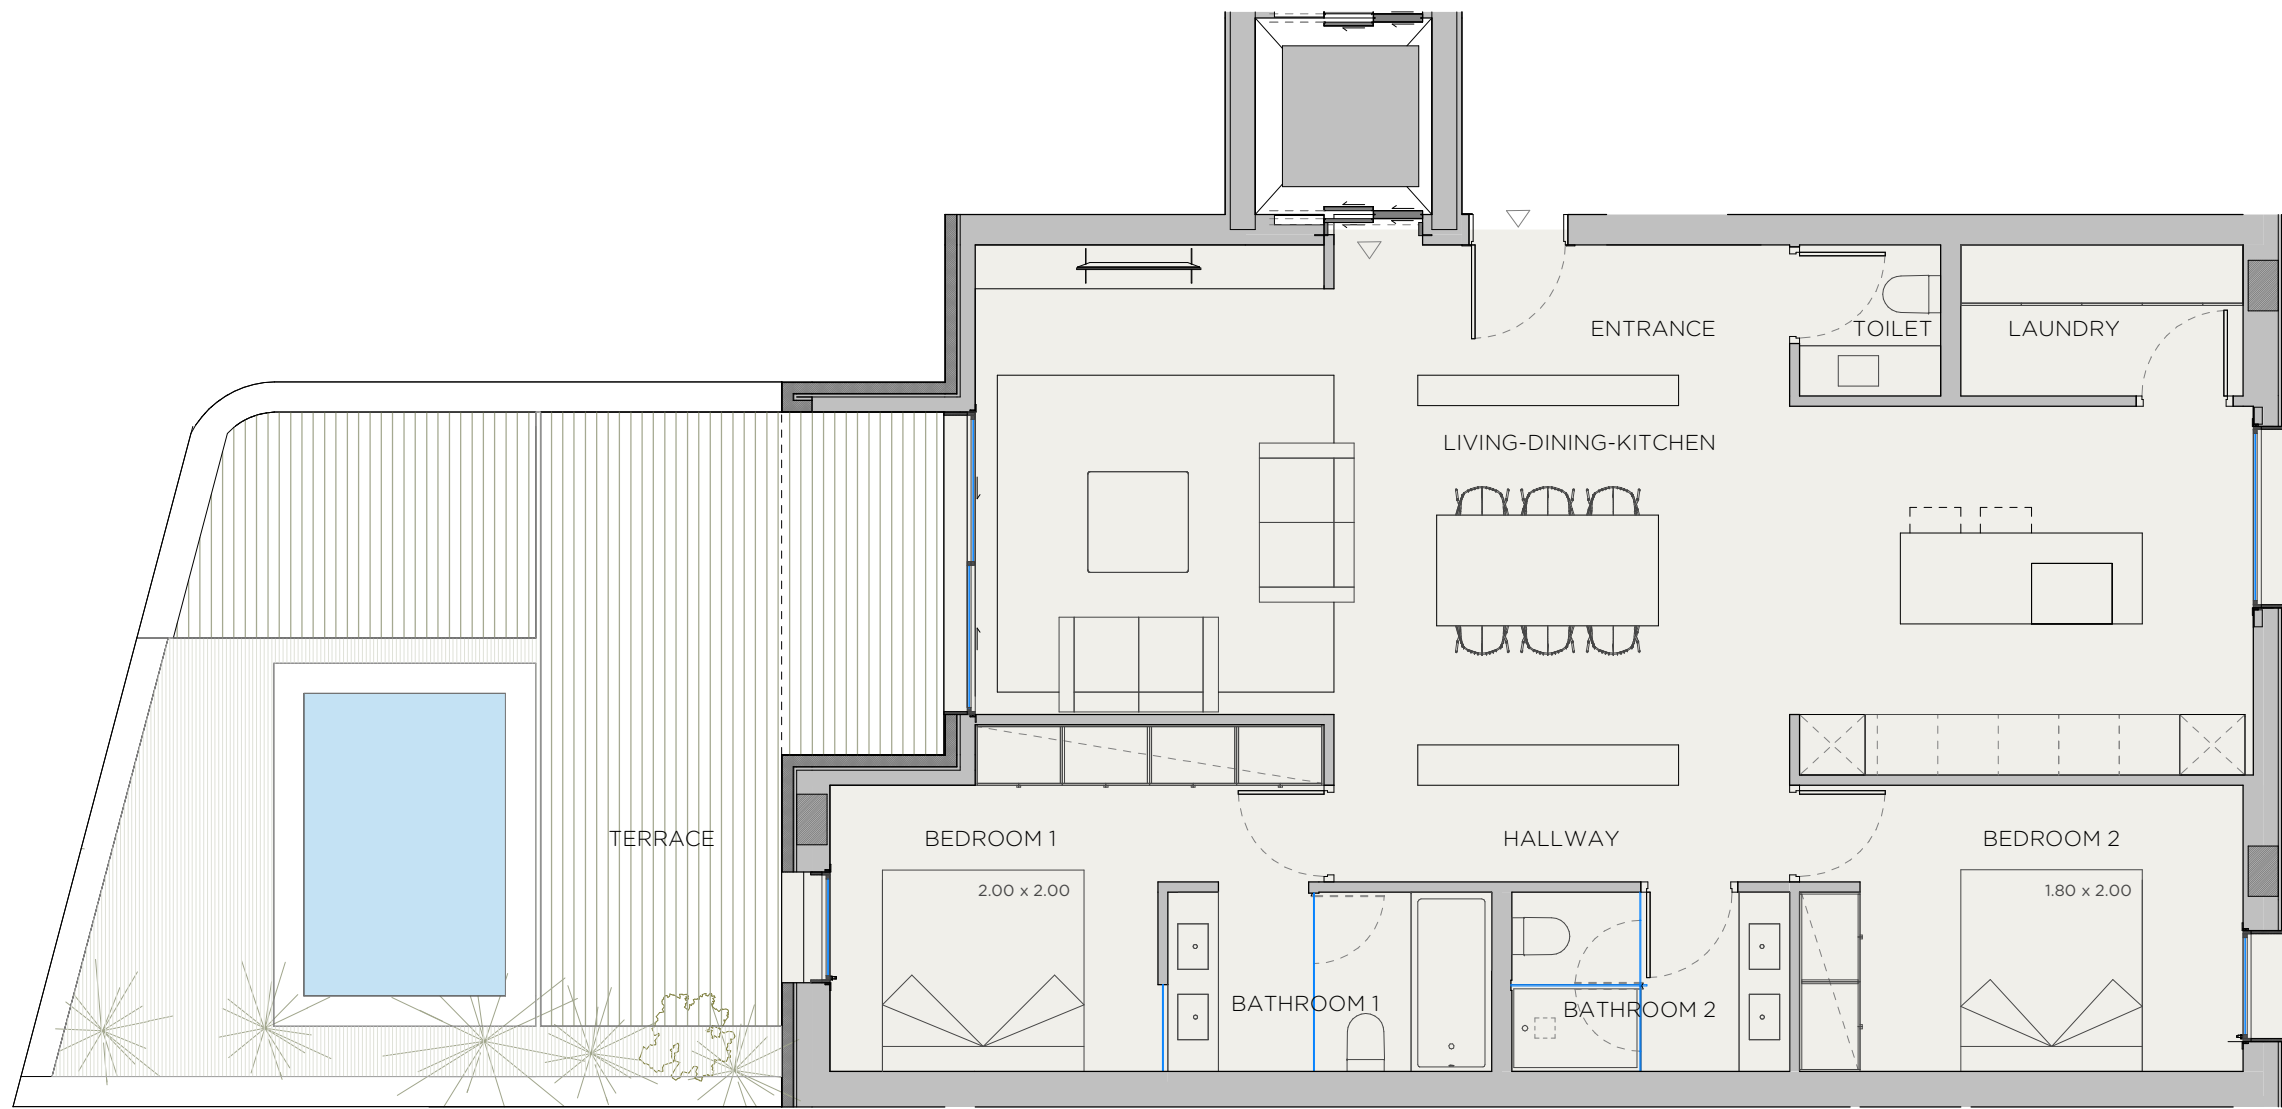 ENTRANCE
TOILET
LAUNDRY
LIVING-DINING-KITCHEN
TERRACE
BEDROOM 1
HALLWAY
BEDROOM 2
2.00 x 2.00
1.80 x 2.00
BATHROOM 1
BATHROOM 2